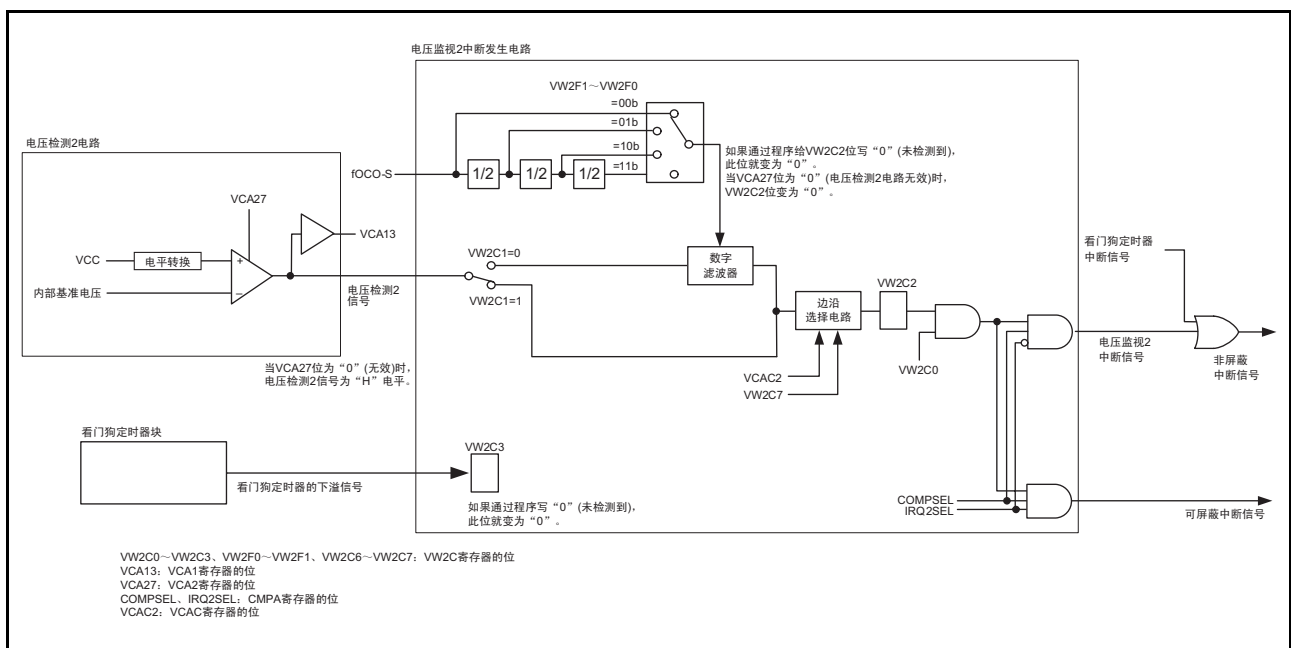 电压监视2中断发生电路
VW2F1～VW2F0
=00b
=01b
=10b
=11b
fOCO-S
1/2
1/2
1/2
如果通过程序给VW2C2位写“0”(未检测到)，
此位就变为“0”。
当VCA27位为“0”(电压检测2电路无效)时，
VW2C2位变为“0”。
电压检测2电路
VCA27
VCA13
VCC
电平转换
+
−
内部基准电压
电压检测2
信号
VW2C1=0
VW2C1=1
数字
滤波器
边沿
选择电路
VW2C2
VCAC2
VW2C7
VW2C0
看门狗定时器
中断信号
电压监视2
中断信号
非屏蔽
中断信号
当VCA27位为“0”(无效)时，
电压检测2信号为“H”电平。
看门狗定时器块
看门狗定时器的下溢信号
VW2C3
如果通过程序写“0”(未检测到)，
此位就变为“0”。
COMPSEL
IRQ2SEL
可屏蔽中断信号
VW2C0～VW2C3、VW2F0～VW2F1、VW2C6～VW2C7：VW2C寄存器的位
VCA13：VCA1寄存器的位
VCA27：VCA2寄存器的位
COMPSEL、IRQ2SEL：CMPA寄存器的位
VCAC2：VCAC寄存器的位